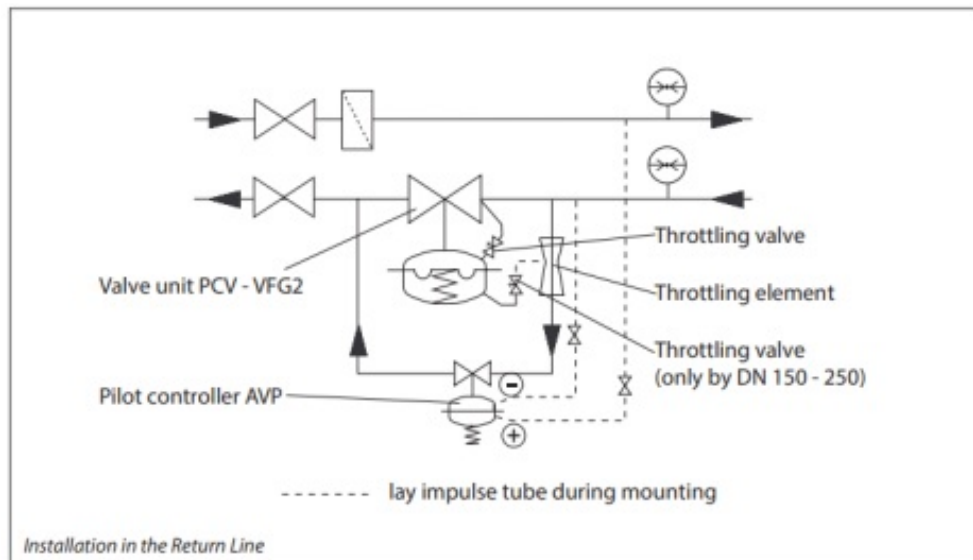 Throttling valve
Valve unit PCV - VFG2
Throttling element
Throttling valve
(only by DN 150 - 250)
Pilot controller AVP
-
+
lay impulse tube during mounting
Installation in the Return Line